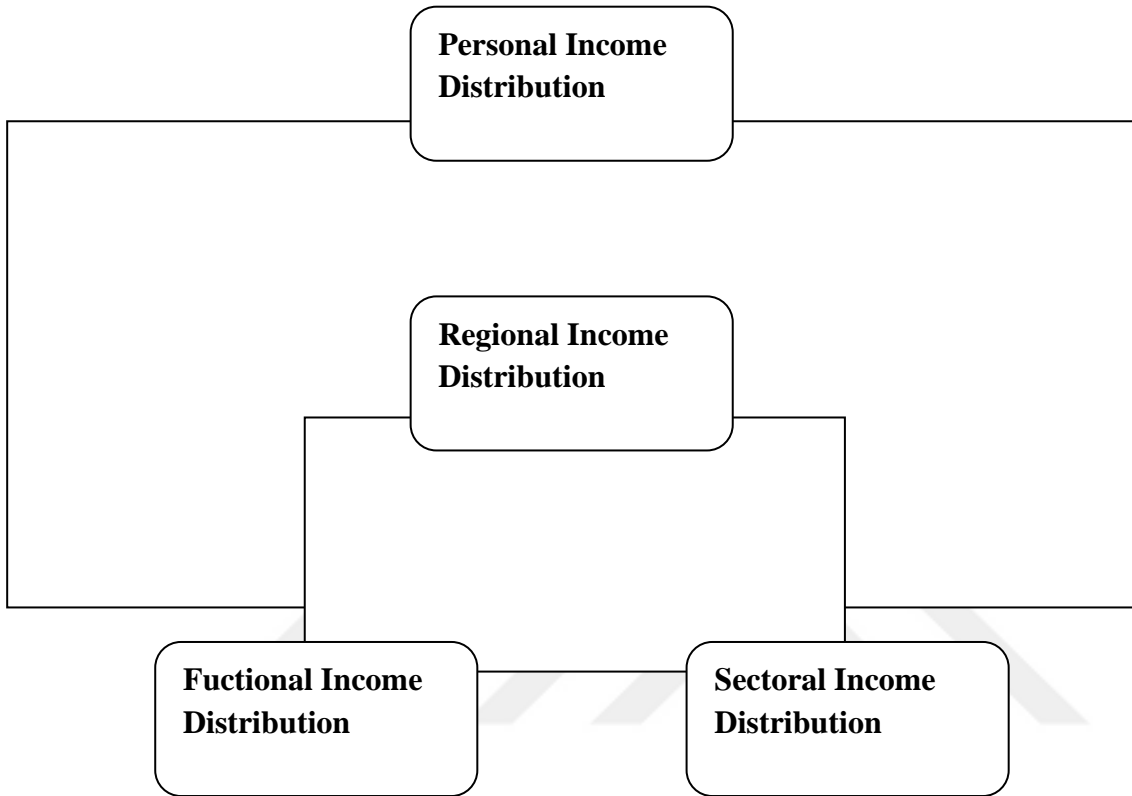 Personal Income
Distribution
Regional Income
Distribution
Fuctional Income
Distribution
Sectoral Income
Distribution